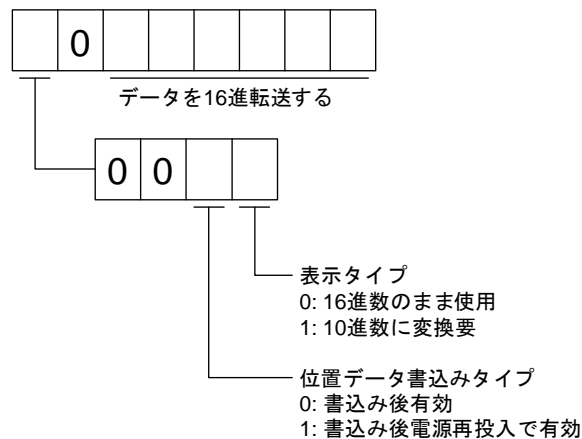 0
データを16進転送する
0 0
表示タイプ
0: 16進数のまま使用
1: 10進数に変換要
位置データ書込みタイプ
0: 書込み後有効
1: 書込み後電源再投入で有効